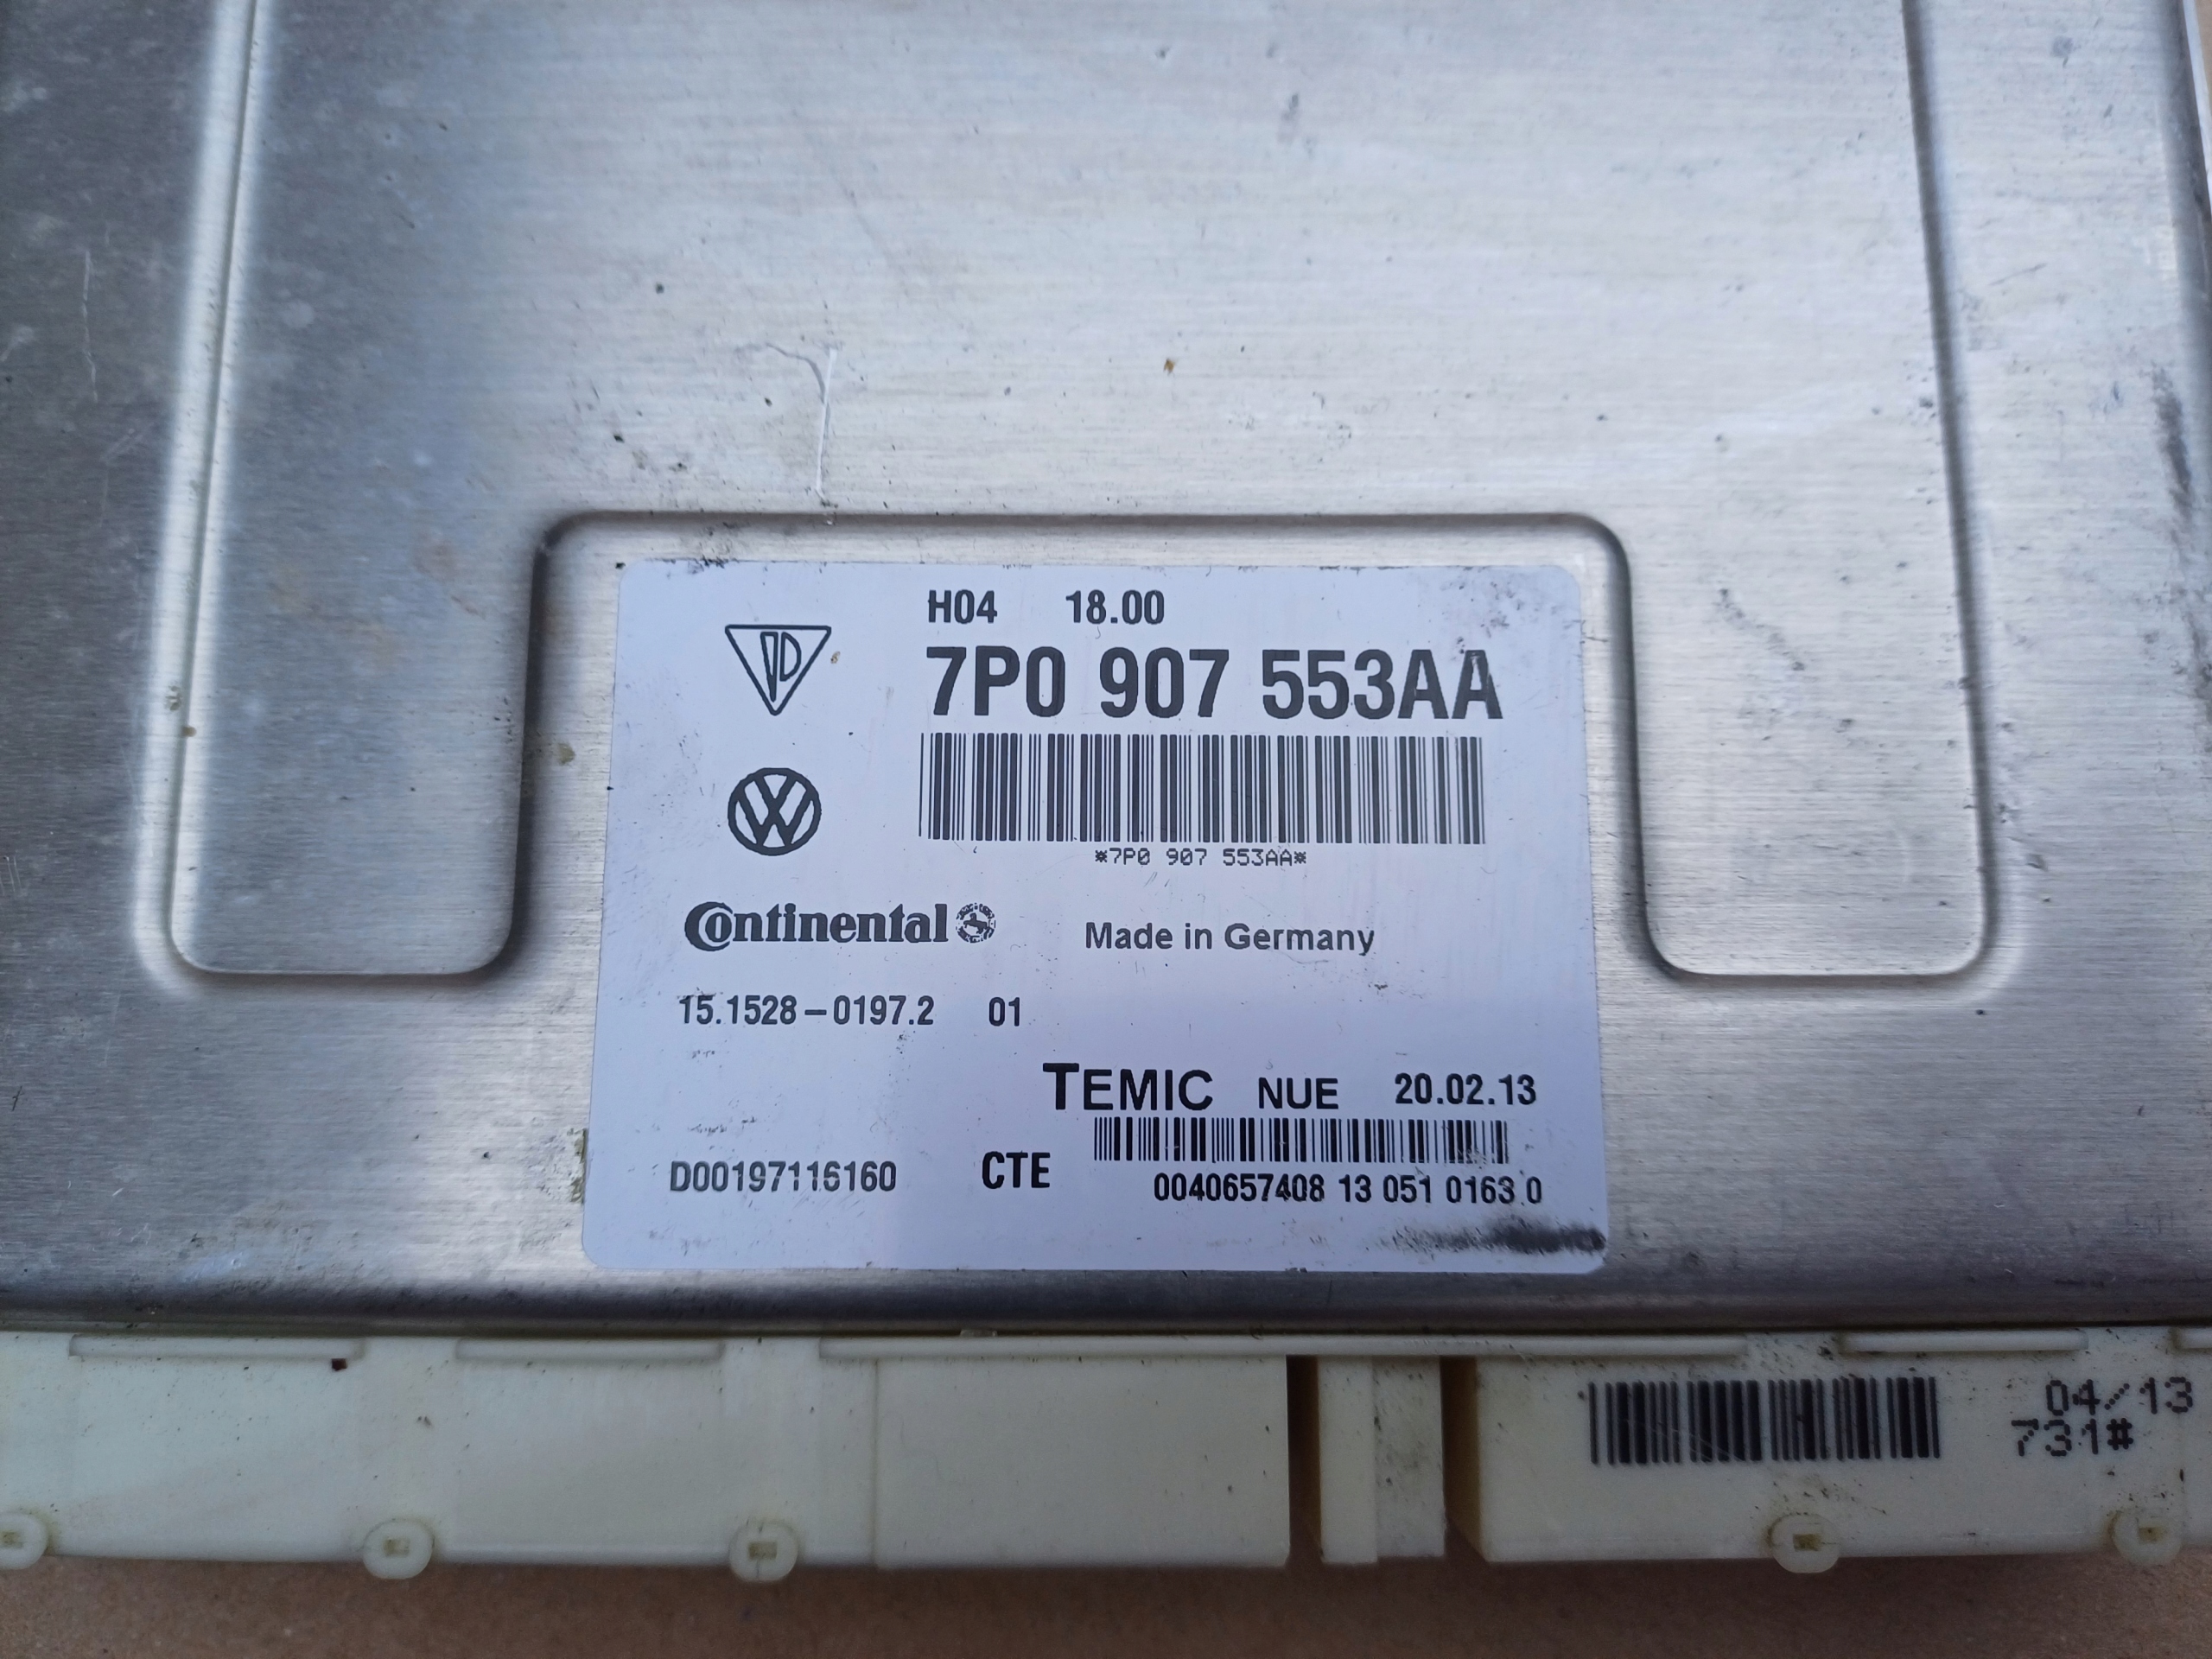 H04 18.00
7P0 907 553AA
*7P0 907 553AA*
Continental
Made in Germany
15.1528-0197.2 01
TEMIC NUE 20.02.13
D00197116160 CTE
0040657408 13 051 0163 0
04/13
731#